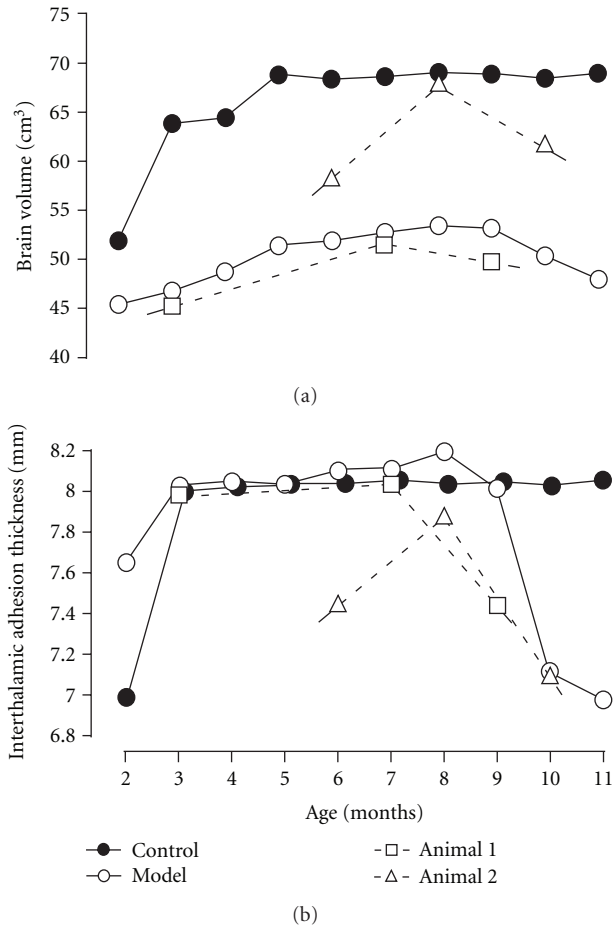 75
70
65
60
55
50
45
40
Brain volume (cm³)
(a)
8.2
8
7.8
7.6
7.4
7.2
7
6.8
Interthalamic adhesion thickness (mm)
2 3 4 5 6 7 8 9 10 11
Age (months)
Control Animal 1
Model Animal 2
(b)